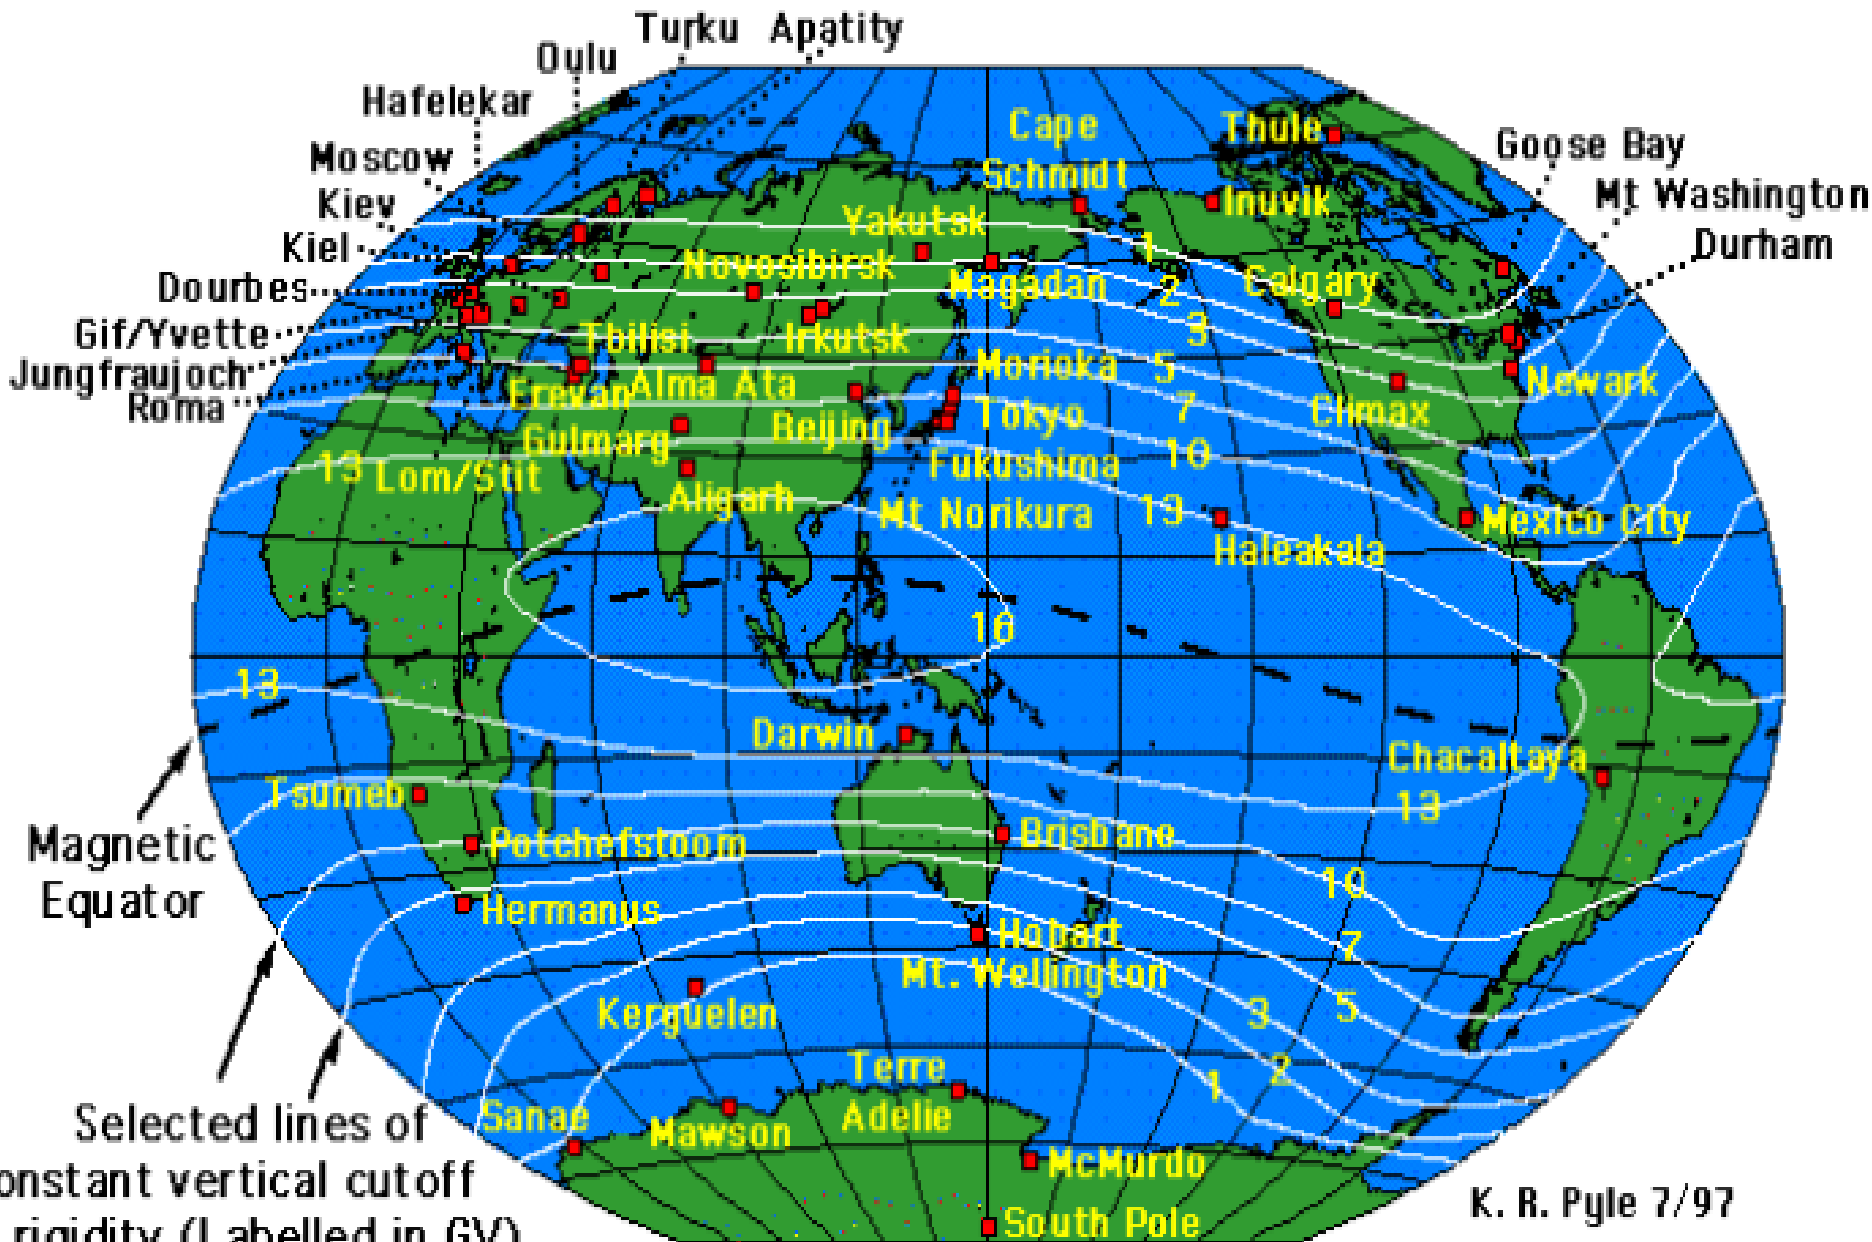 Turku Apatity
Oulu
Hafelekar
Moscow
Kiev
Kiel
Dourbes
Gif/Yvette
Jungfraujoch
Roma
Cape
Schmidt
Thule
Goose Bay
Mt Washington
Durham
Inuvik
Yakutsk
Novosibirsk
Magadan
Calgary
1
2
3
5
7
10
13
Tbilisi
Irkutsk
Morioka
Erevan
Alma Ata
Newark
Climax
Gulmarg
Beijing
Tokyo
Fukushima
13
Lom/Stit
Aligarh
Mt Norikura
Mexico City
Haleakala
16
13
Darwin
Chacaltaya
13
Tsumeb
Potchefstoom
Brisbane
Magnetic
Equator
10
Hermanus
Hobart
7
Mt. Wellington
Kerguelen
3
5
Terre
Adelie
2
1
Selected lines of
onstant vertical cutoff
rigidity (Labelled in GV)
Sanae
Mawson
McMurdo
South Pole
K. R. Pyle 7/97